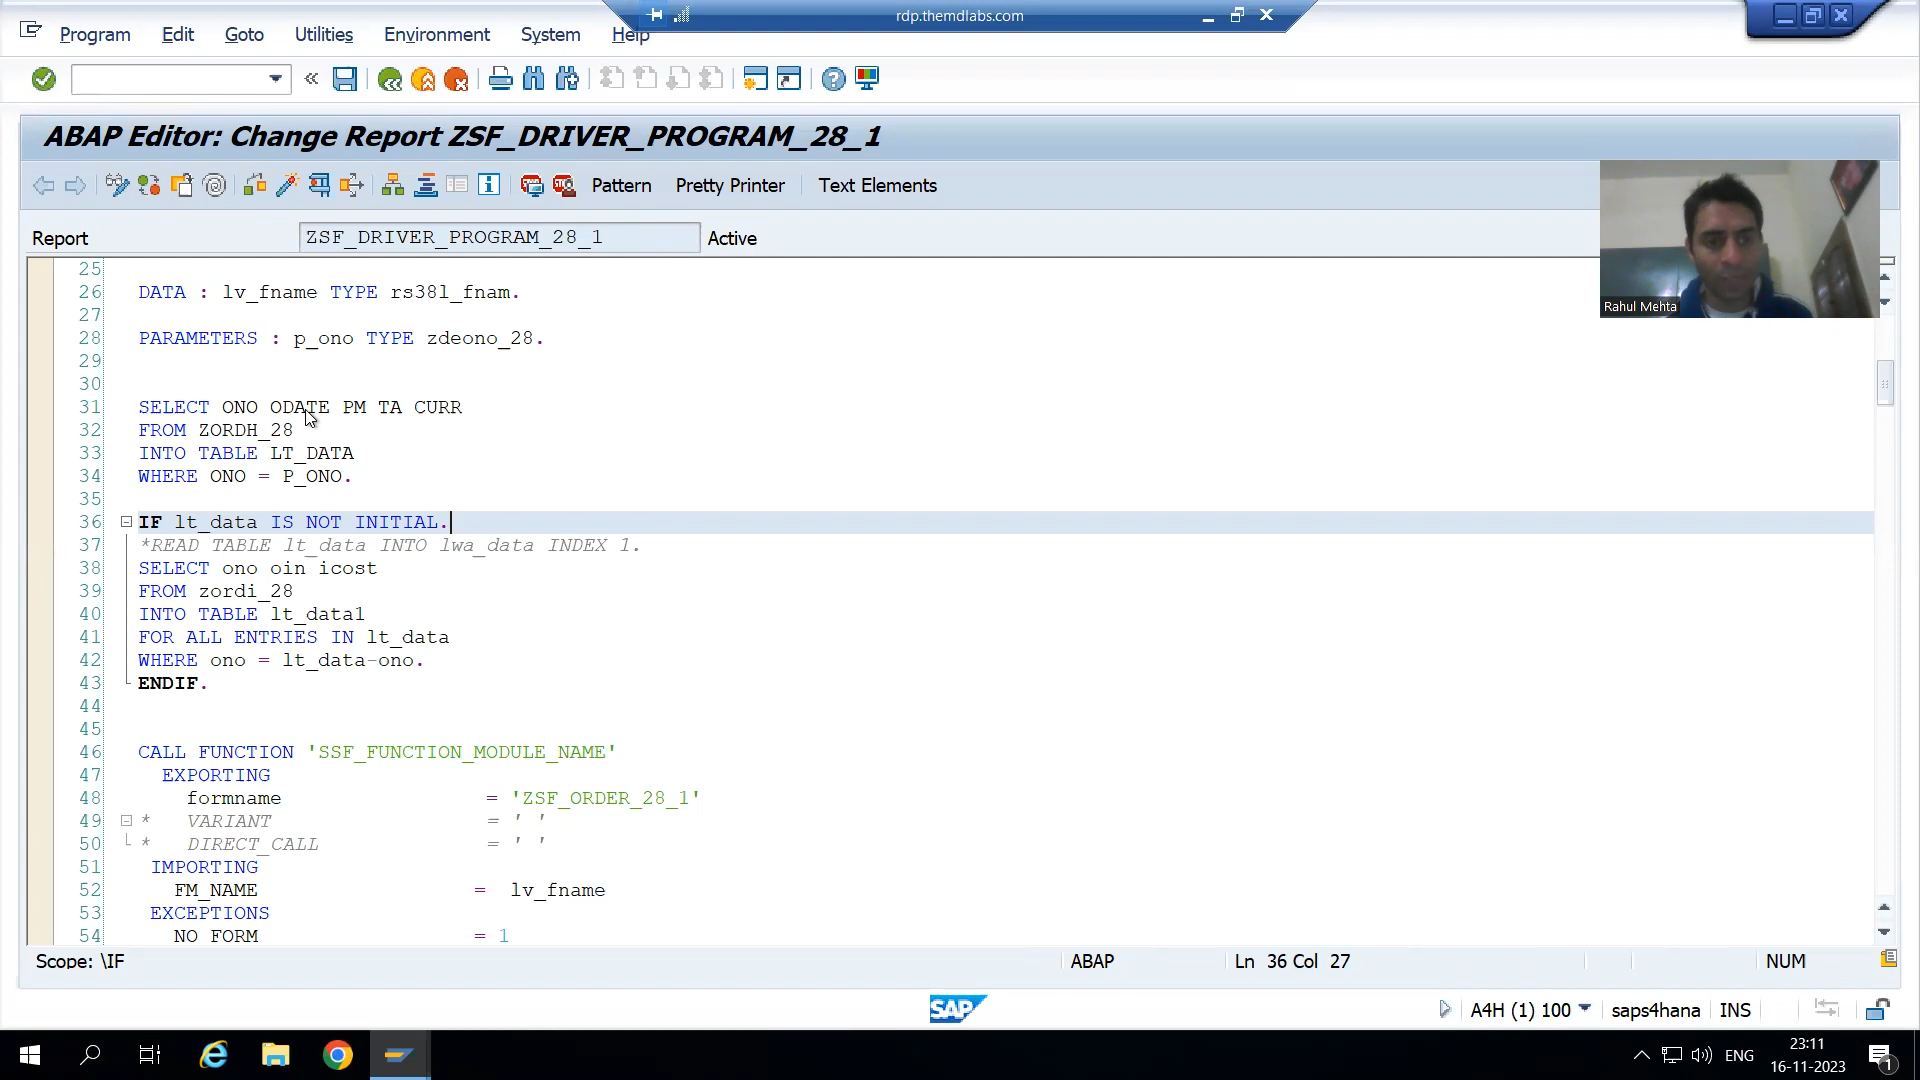 rdp.themdlabs.com
Program Edit Goto Utilities Environment System Help
ABAP Editor: Change Report ZSF_DRIVER_PROGRAM_28_1
Pattern Pretty Printer Text Elements
Report ZSF_DRIVER_PROGRAM_28_1 Active
Rahul Mehta
25
26 DATA : lv_fname TYPE rs38l_fnam.
27
28 PARAMETERS : p_ono TYPE zdeono_28.
29
30
31 SELECT ONO ODATE PM TA CURR
32 FROM ZORDH_28
33 INTO TABLE LT_DATA
34 WHERE ONO = P_ONO.
35
36 IF lt_data IS NOT INITIAL.
37 *READ TABLE lt_data INTO lwa_data INDEX 1.
38 SELECT ono oin icost
39 FROM zordi_28
40 INTO TABLE lt_data1
41 FOR ALL ENTRIES IN lt_data
42 WHERE ono = lt_data-ono.
43 ENDIF.
44
45
46 CALL FUNCTION 'SSF_FUNCTION_MODULE_NAME'
47 EXPORTING
48 formname = 'ZSF_ORDER_28_1'
49 * VARIANT = ' '
50 * DIRECT_CALL = ' '
51 IMPORTING
52 FM_NAME = lv_fname
53 EXCEPTIONS
54 NO_FORM = 1
Scope: \IF ABAP Ln 36 Col 27 NUM
SAP A4H (1) 100 saps4hana INS
ENG 23:11
16-11-2023
1